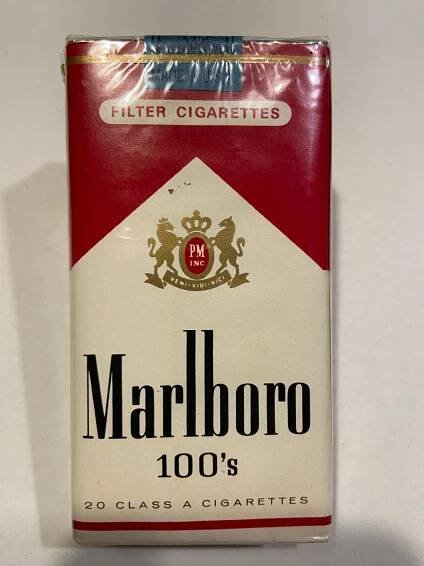 FILTER CIGARETTES
PM
INC
VENI·VIDI·VICI
Marlboro
100's
20 CLASS A CIGARETTES